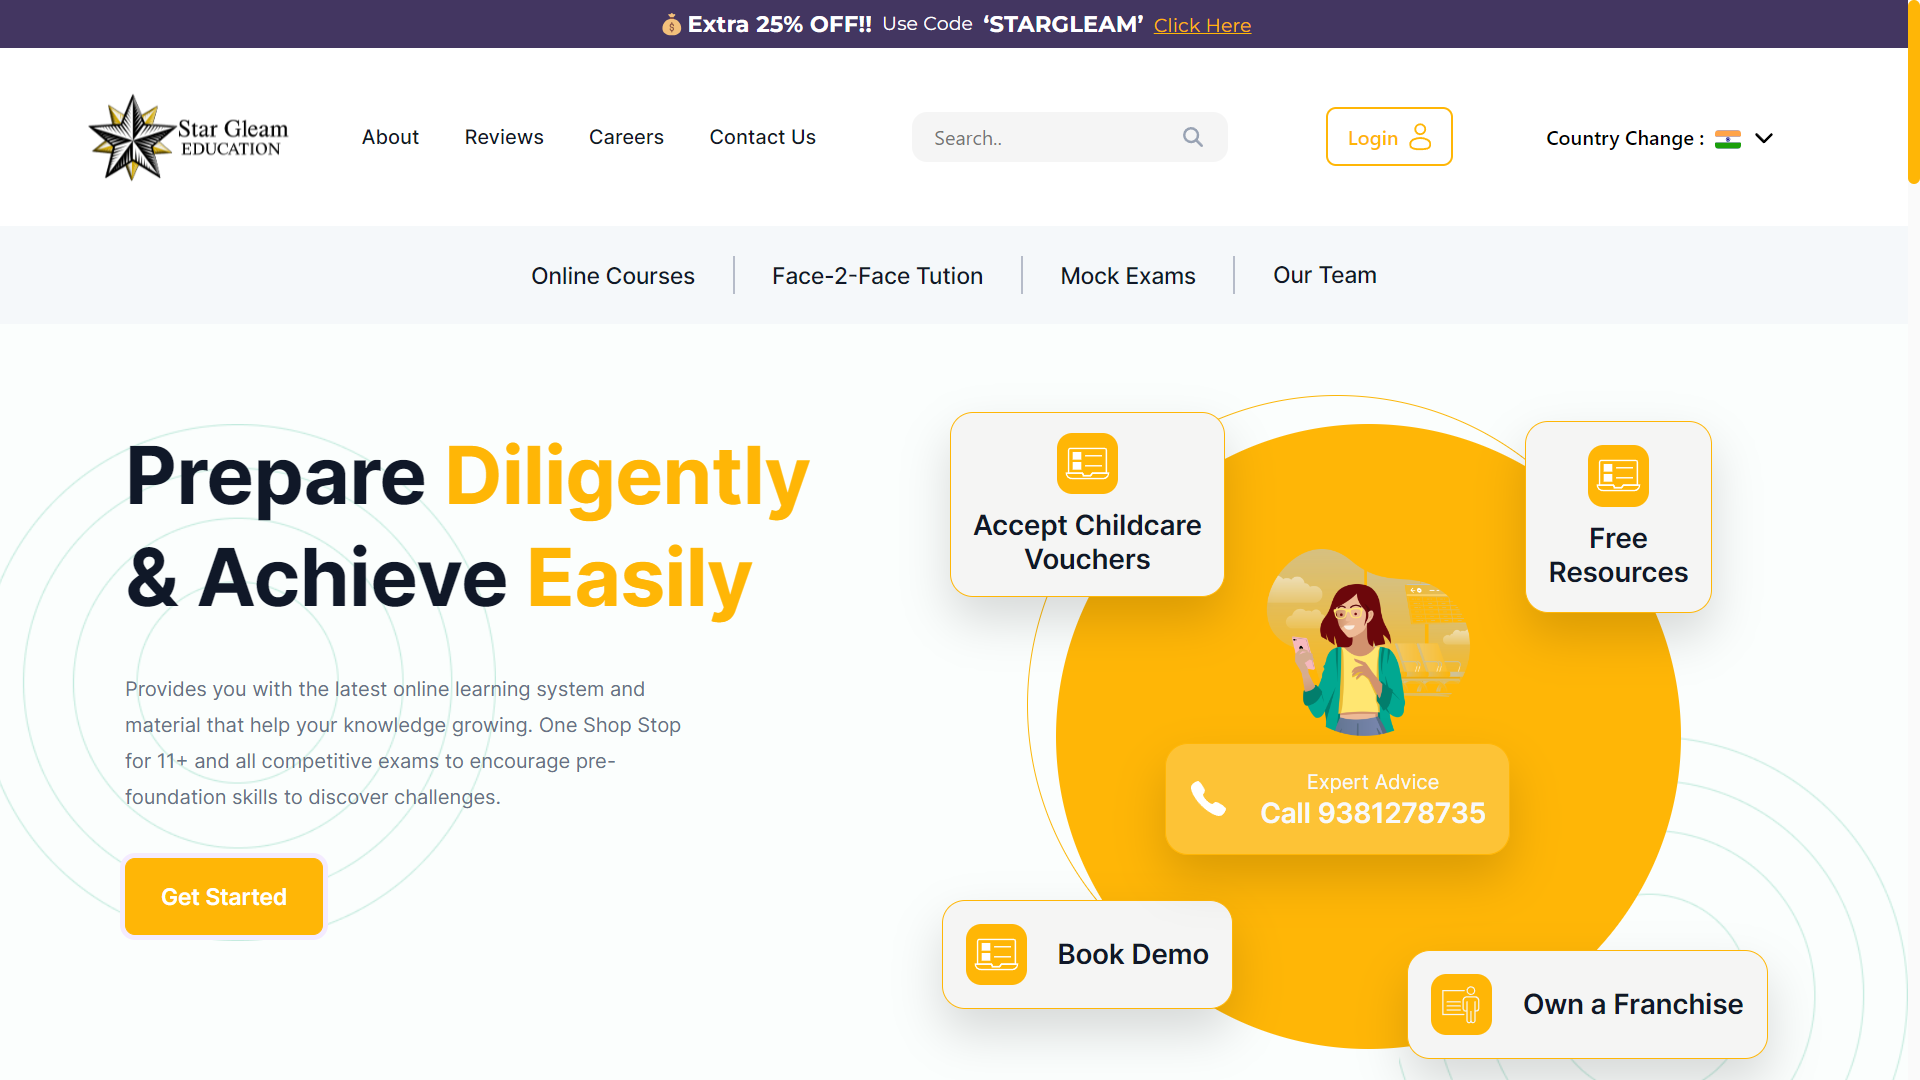 Extra 25% OFF!! Use Code ‘STARGLEAM’ Click Here
Star Gleam
EDUCATION
About Reviews Careers Contact Us Search.. Login Country Change :
Online Courses Face-2-Face Tution Mock Exams Our Team
Prepare Diligently
& Achieve Easily
Provides you with the latest online learning system and
material that help your knowledge growing. One Shop Stop
for 11+ and all competitive exams to encourage pre-
foundation skills to discover challenges.
Get Started
Accept Childcare
Vouchers
Free
Resources
Expert Advice
Call 9381278735
Book Demo
Own a Franchise